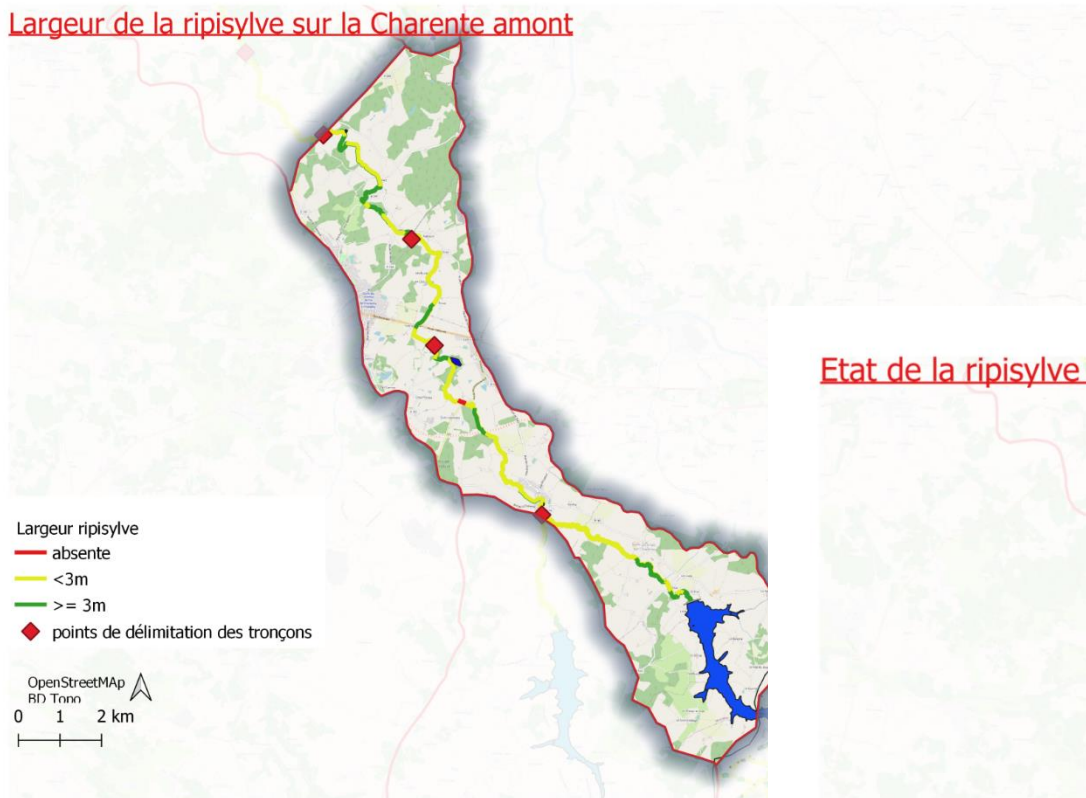 Largeur de la ripisylve sur la Charente amont
Etat de la ripisylve
Largeur ripisylve
absente
<3m
>= 3m
points de délimitation des tronçons
OpenStreetMAp
BD Topo
0 1 2 km